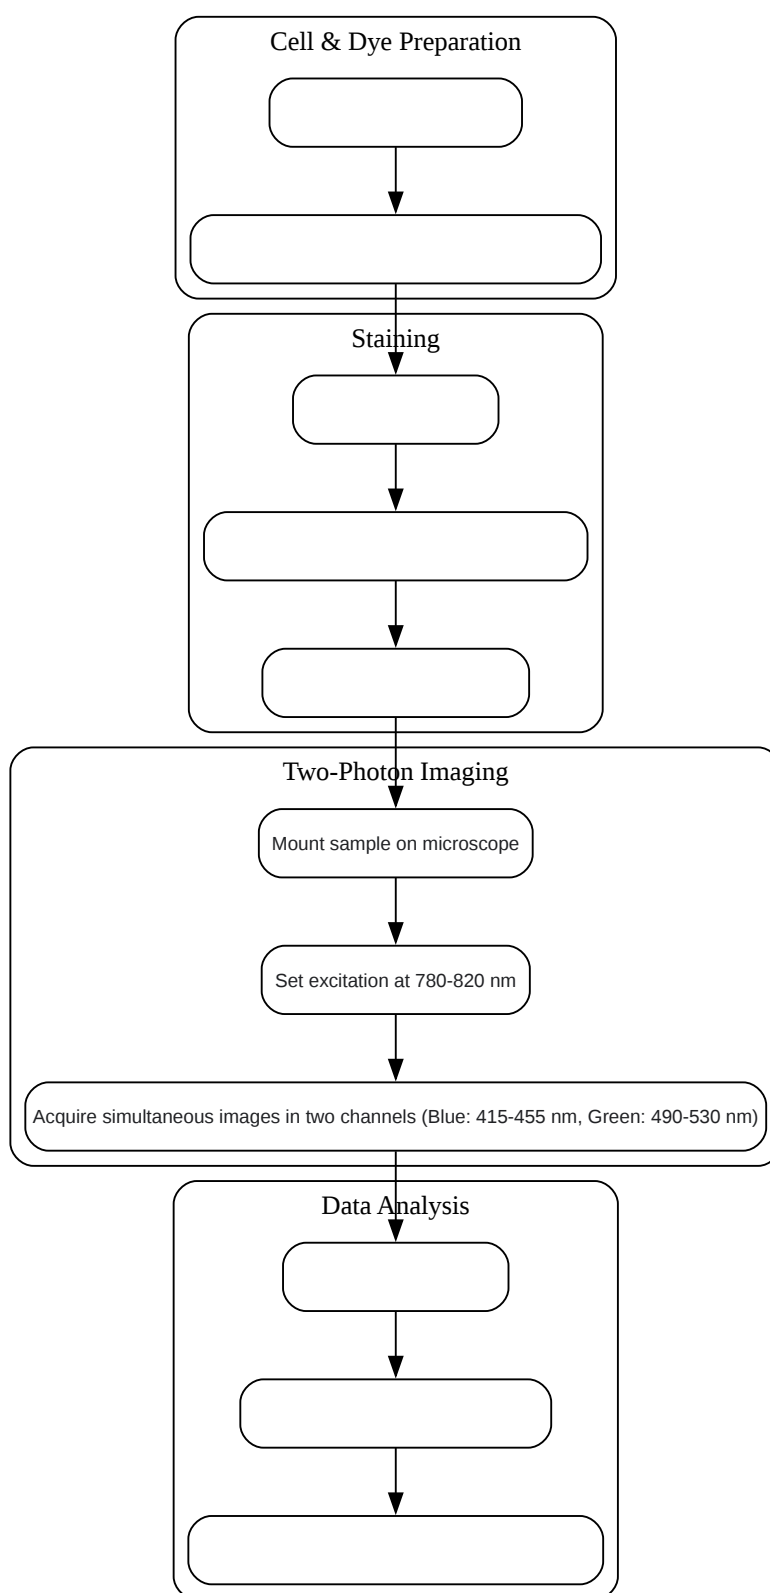 Cell & Dye Preparation
Staining
Two-Photon Imaging
Mount sample on microscope
Set excitation at 780-820 nm
Acquire simultaneous images in two channels (Blue: 415-455 nm, Green: 490-530 nm)
Data Analysis